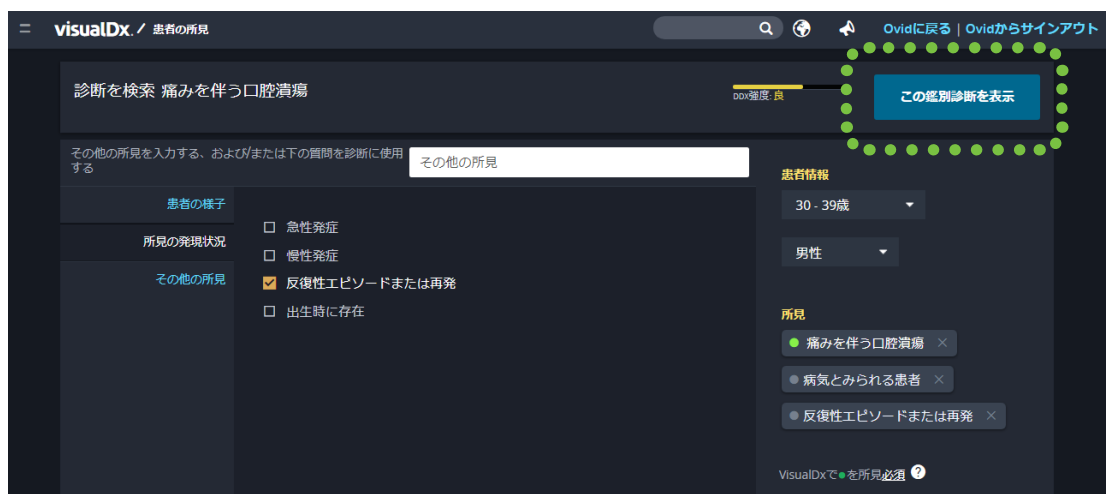 visualDx. / 患者の所見
Ovidに戻る | Ovidからサインアウト
診断を検索 痛みを伴う口腔潰瘍
DDX強度: 良
この鑑別診断を表示
その他の所見を入力する、および/または下の質問を診断に使用
する
その他の所見
患者の様子
所見の発現状況
その他の所見
急性発症
慢性発症
反復性エピソードまたは再発
出生時に存在
患者情報
30 - 39歳
男性
所見
痛みを伴う口腔潰瘍 ×
病気とみられる患者 ×
反復性エピソードまたは再発 ×
VisualDxで●を所見必須 ?